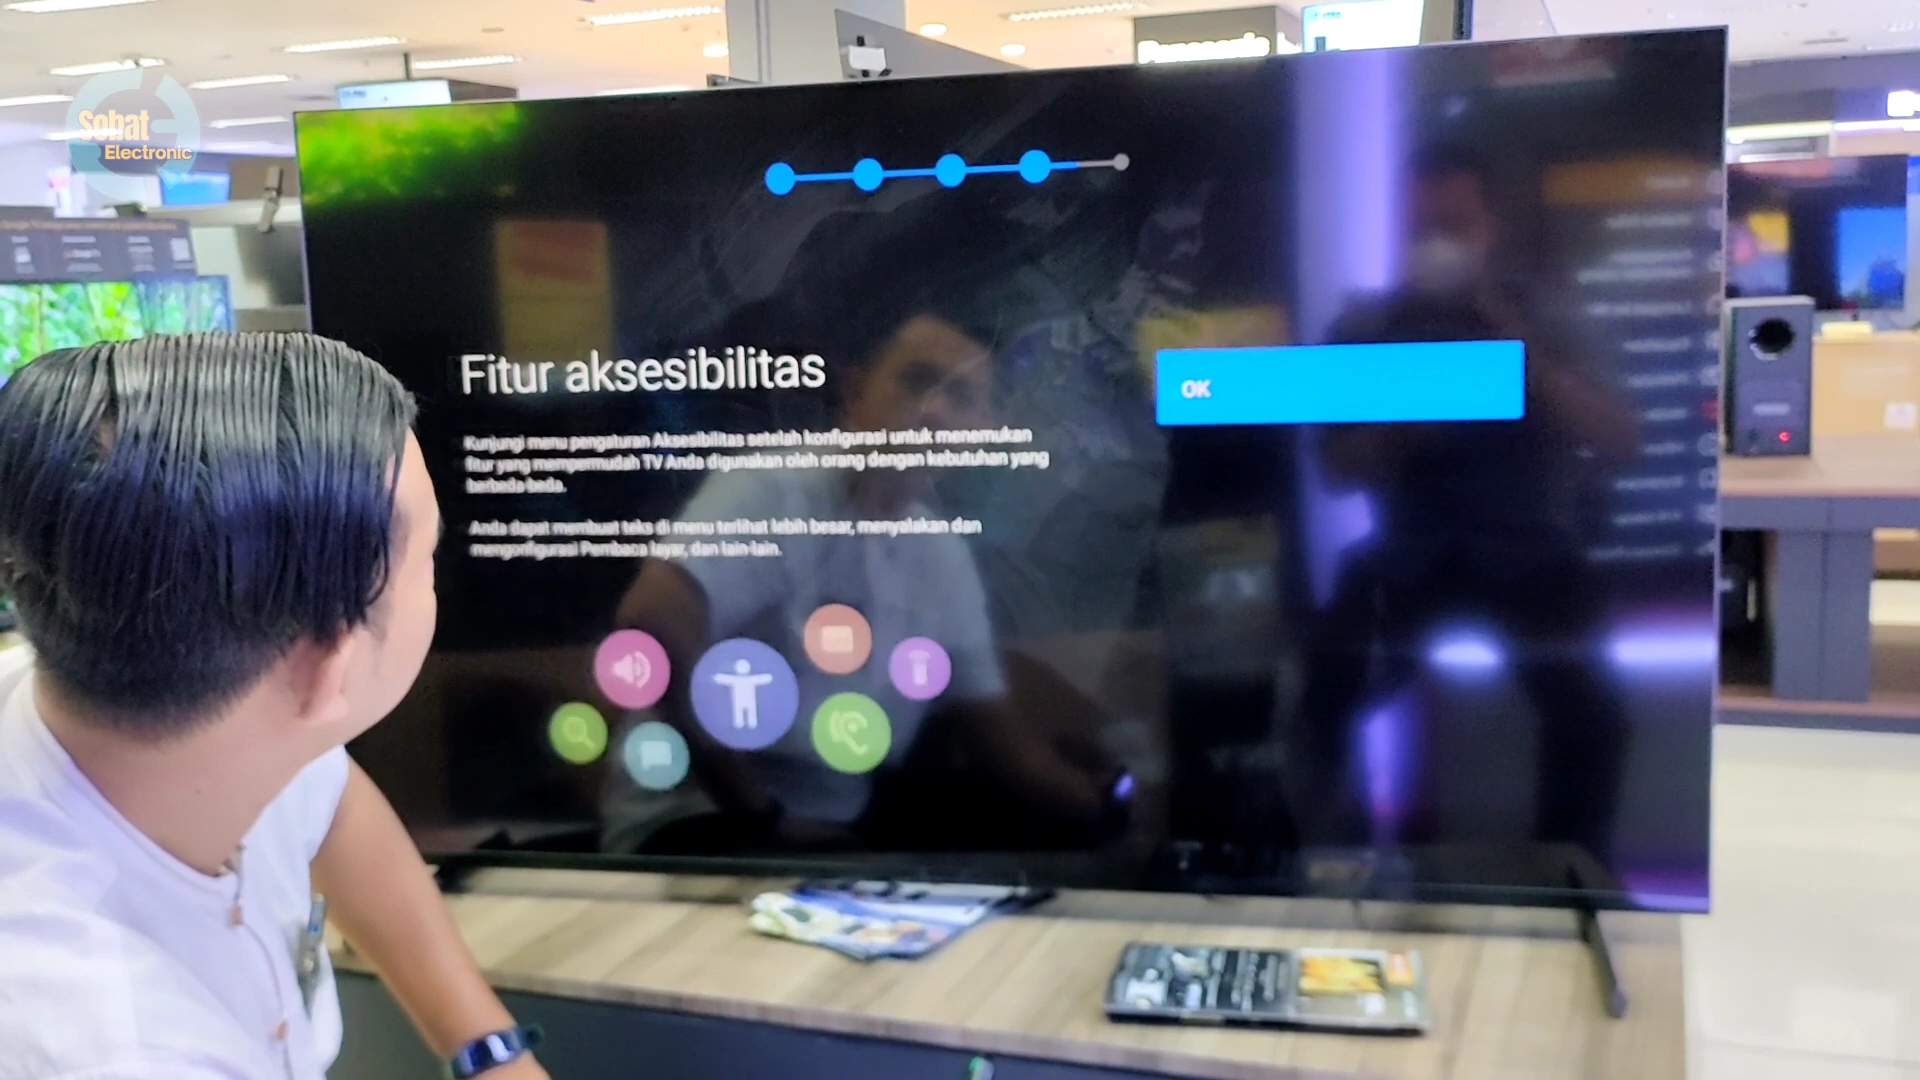 Sobat
Electronic
Panasonic
Fitur aksesibilitas
OK
Kunjungi menu pengaturan Aksesibilitas setelah konfigurasi untuk menemukan
fitur yang mempermudah TV Anda digunakan oleh orang dengan kebutuhan yang
berbeda-beda.
Anda dapat membuat teks di menu terlihat lebih besar, menyalakan dan
mengonfigurasi Pembaca layar, dan lain-lain.